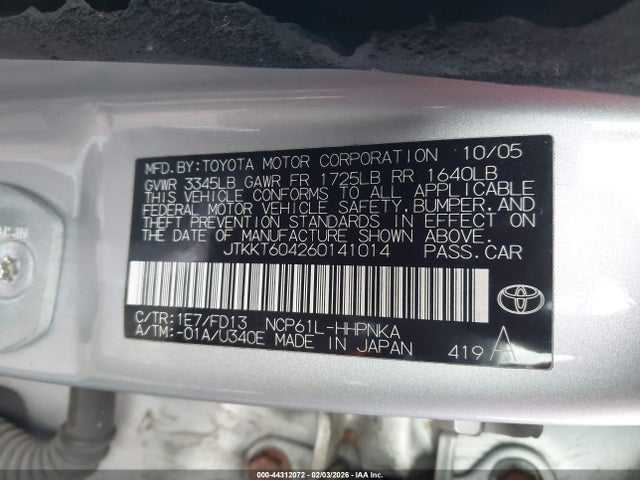 MFD.BY:TOYOTA MOTOR CORPORATION 10/05
GVWR 3345LB GAWR FR 1725LB RR 1640LB
THIS VEHICLE CONFORMS TO ALL APPLICABLE
FEDERAL MOTOR VEHICLE SAFETY,BUMPER,AND
THEFT PREVENTION STANDARDS IN EFFECT ON
THE DATE OF MANUFACTURE SHOWN ABOVE.
JTKKT604260141014 PASS.CAR
C/TR:1E7/FD13 NCP61L-HHPNKA
A/TM:-01A/U340E MADE IN JAPAN 419 A
000-44312072 - 02/03/2026 - IAA, Inc.